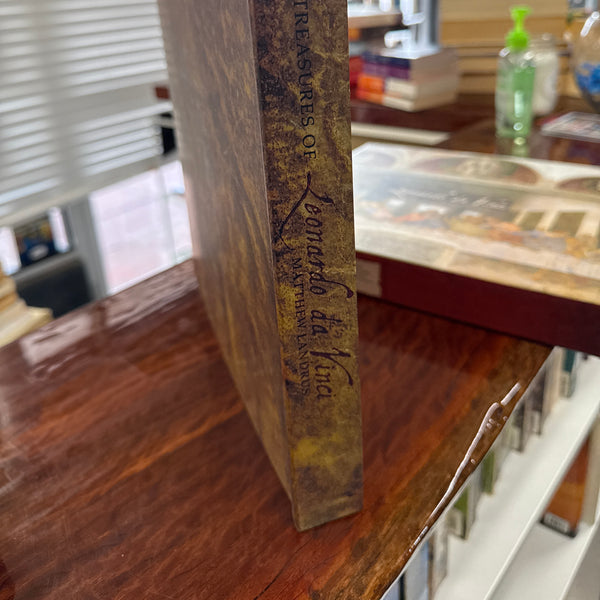 TREASURES OF
Leonardo da Vinci
MATTHEW LANDRUS